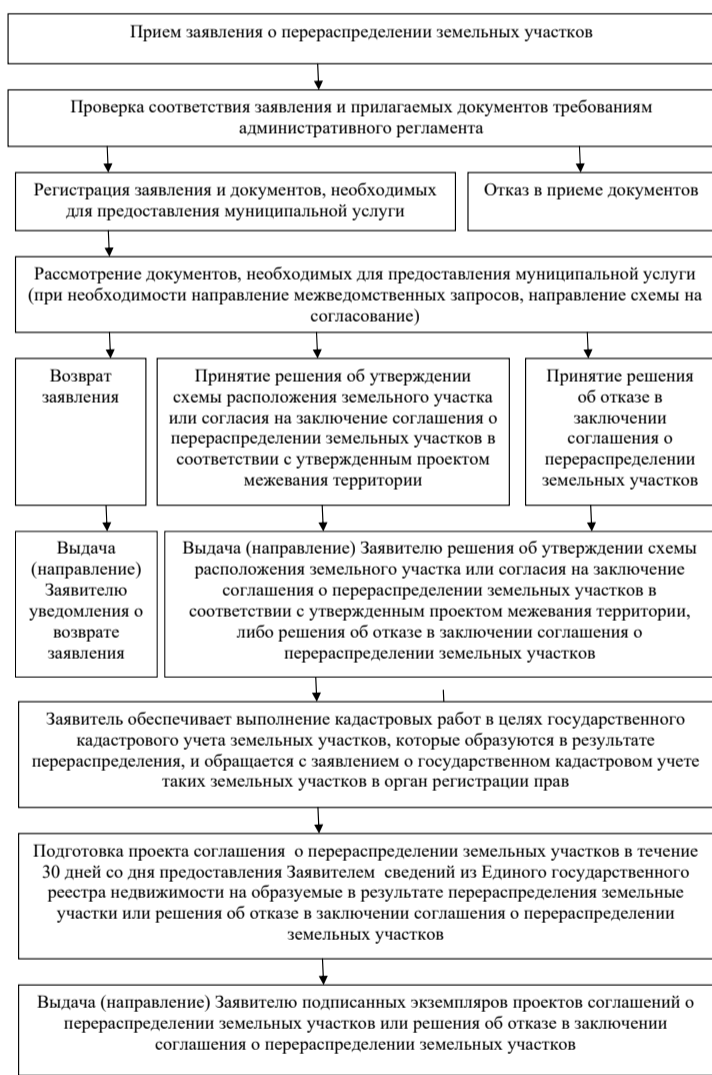 Прием заявления о перераспределении земельных участков
Проверка соответствия заявления и прилагаемых документов требованиям
административного регламента
Регистрация заявления и документов, необходимых
для предоставления муниципальной услуги
Отказ в приеме документов
Рассмотрение документов, необходимых для предоставления муниципальной услуги
(при необходимости направление межведомственных запросов, направление схемы на
согласование)
Возврат
заявления
Принятие решения об утверждении
схемы расположения земельного участка
или согласия на заключение соглашения о
перераспределении земельных участков в
соответствии с утвержденным проектом
межевания территории
Принятие решения
об отказе в
заключении
соглашения о
перераспределении
земельных участков
Выдача
(направление)
Заявителю
уведомления о
возврате
заявления
Выдача (направление) Заявителю решения об утверждении схемы
расположения земельного участка или согласия на заключение
соглашения о перераспределении земельных участков в
соответствии с утвержденным проектом межевания территории,
либо решения об отказе в заключении соглашения о
перераспределении земельных участков
Заявитель обеспечивает выполнение кадастровых работ в целях государственного
кадастрового учета земельных участков, которые образуются в результате
перераспределения, и обращается с заявлением о государственном кадастровом учете
таких земельных участков в орган регистрации прав
Подготовка проекта соглашения о перераспределении земельных участков в течение
30 дней со дня предоставления Заявителем сведений из Единого государственного
реестра недвижимости на образуемые в результате перераспределения земельные
участки или решения об отказе в заключении соглашения о перераспределении
земельных участков
Выдача (направление) Заявителю подписанных экземпляров проектов соглашений о
перераспределении земельных участков или решения об отказе в заключении
соглашения о перераспределении земельных участков